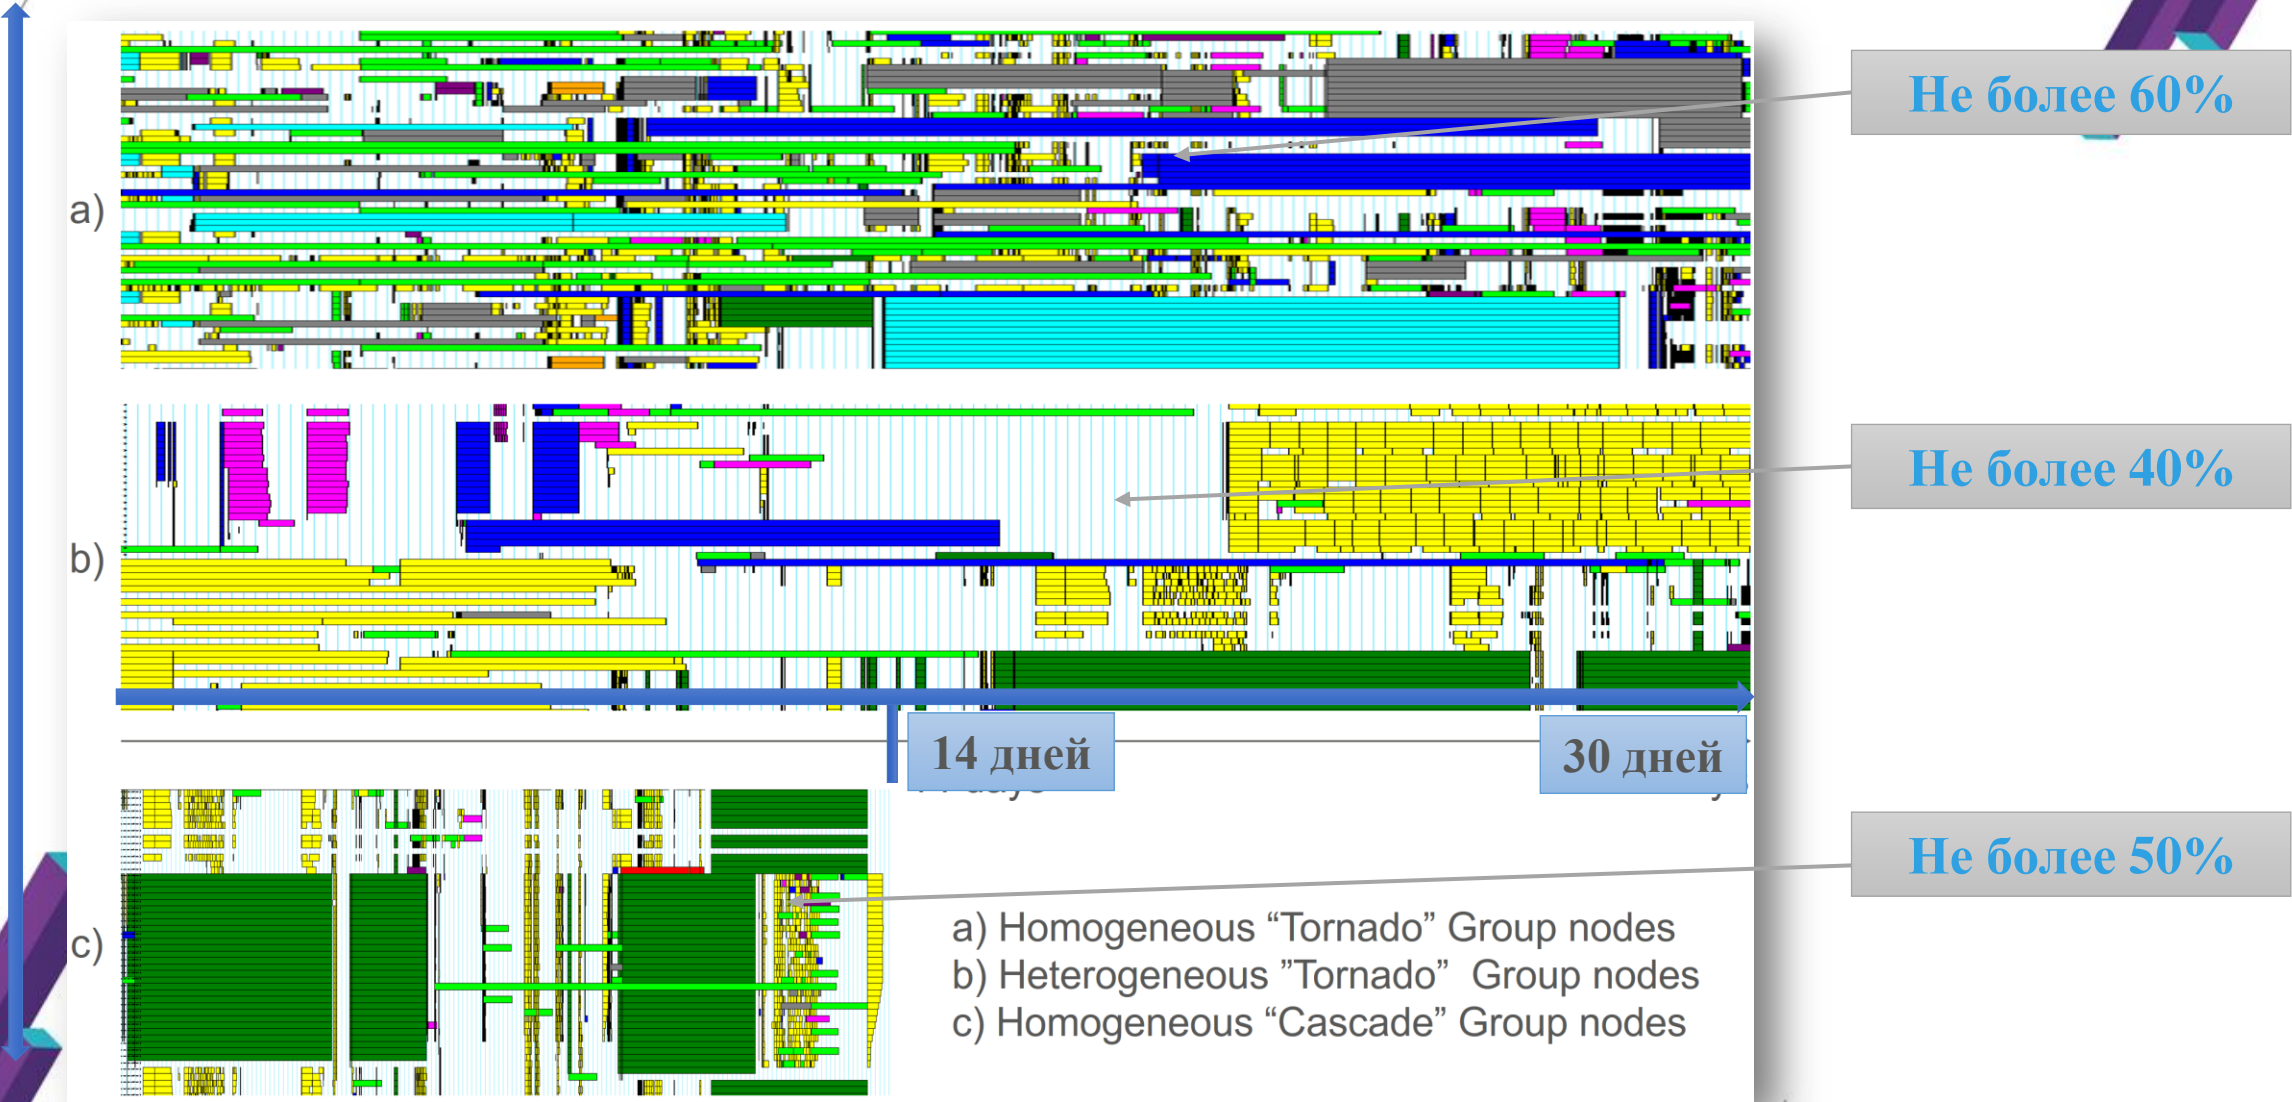 Не более 60%
a)
Не более 40%
b)
14 дней
30 дней
Не более 50%
c)
a) Homogeneous “Tornado” Group nodes
b) Heterogeneous ”Tornado” Group nodes
c) Homogeneous “Cascade” Group nodes